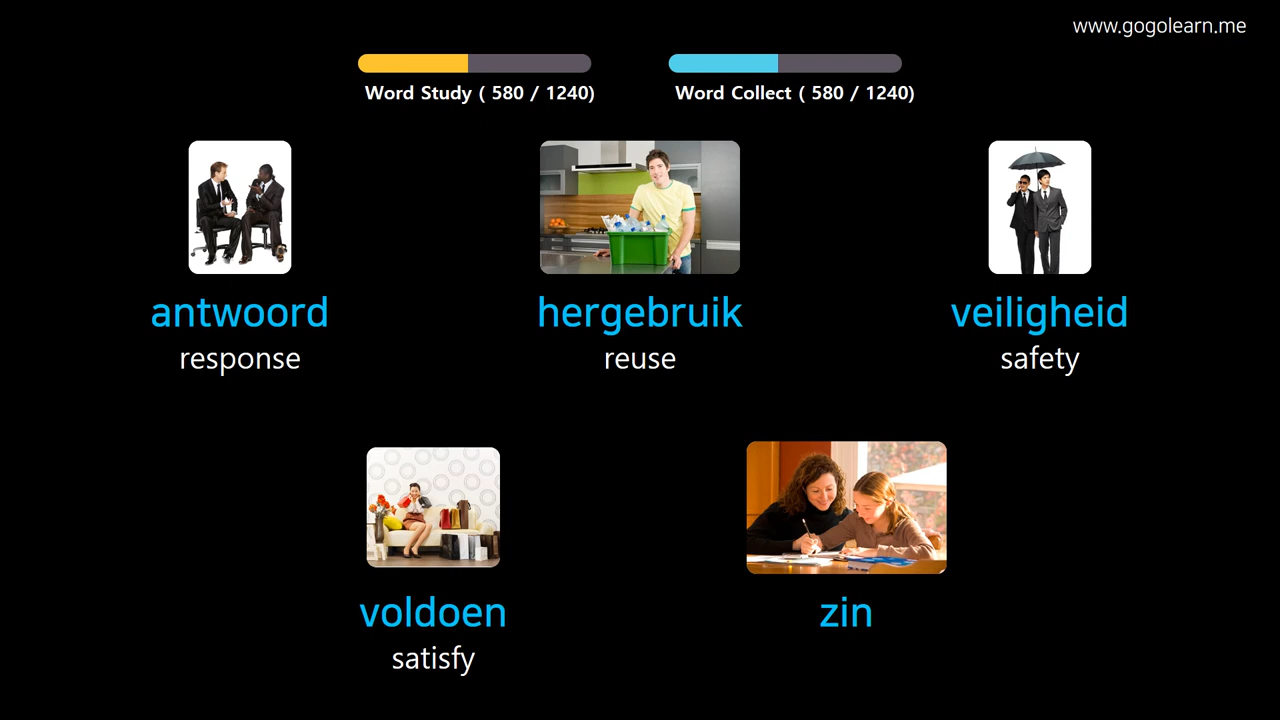 www.gogolearn.me
Word Study ( 580 / 1240)
Word Collect ( 580 / 1240)
antwoord
response
hergebruik
reuse
veiligheid
safety
voldoen
satisfy
zin